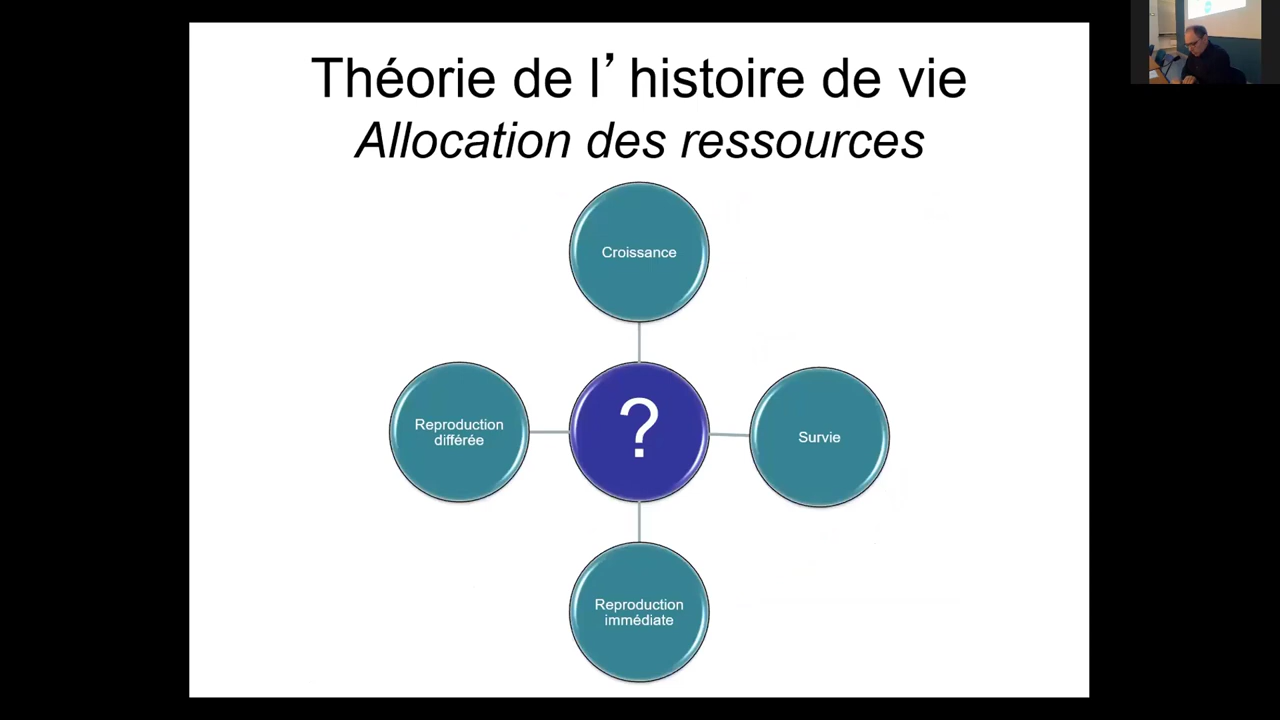 Théorie de l’histoire de vie
Allocation des ressources
Croissance
Reproduction
différée
?
Survie
Reproduction
immédiate